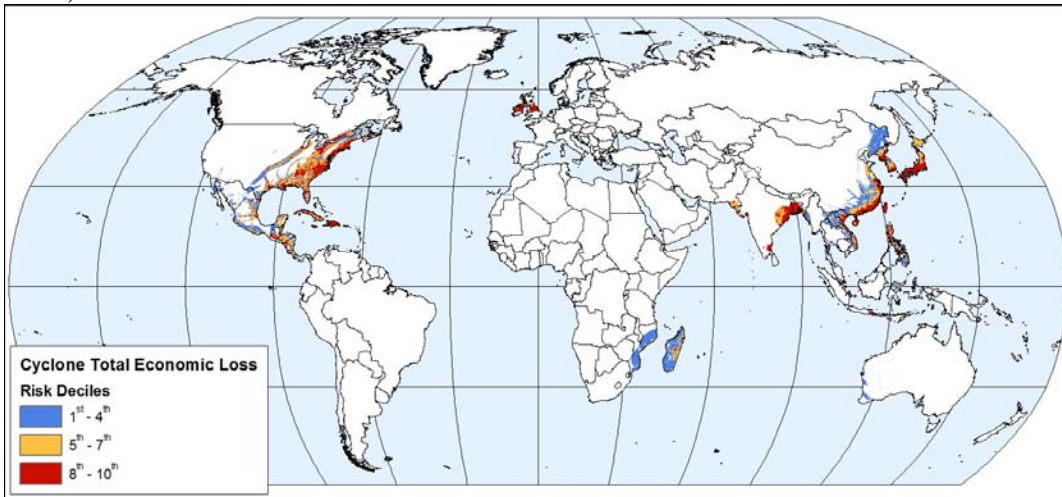 Cyclone Total Economic Loss
Risk Deciles
1st - 4th
5th - 7th
8th - 10th